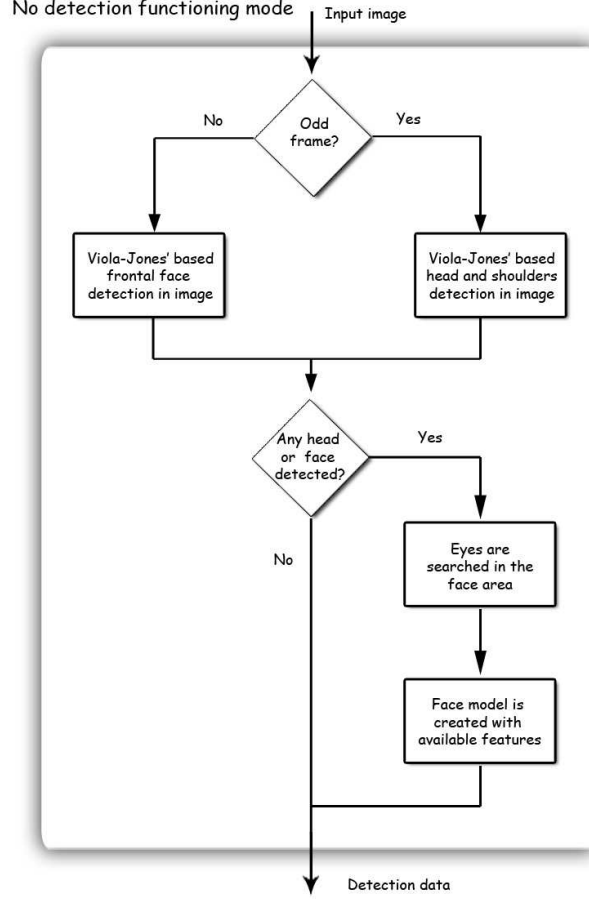 No detection functioning mode
Input image
Odd
frame?
No
Yes
Viola-Jones' based
frontal face
detection in image
Viola-Jones' based
head and shoulders
detection in image
Any head
or face
detected?
Yes
No
Eyes are
searched in the
face area
Face model is
created with
available features
Detection data